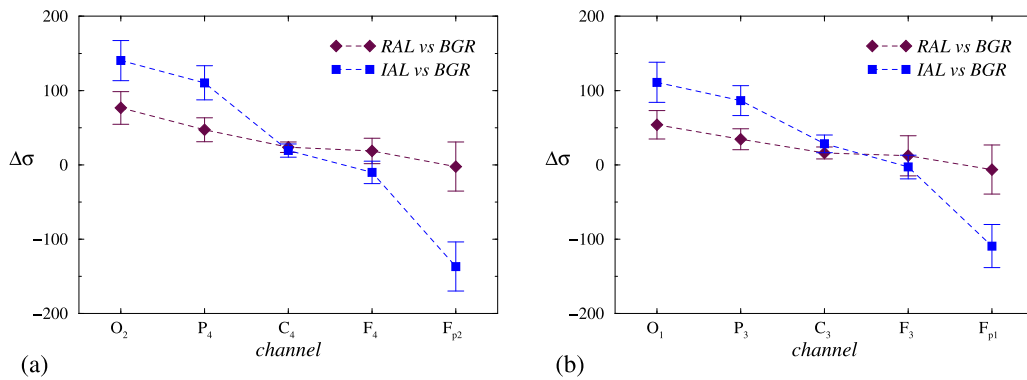 200
100
0
−100
−200
Δσ
RAL vs BGR
IAL vs BGR
O₂ P₄ C₄ F₄ Fₚ₂
channel
(a)
200
100
0
−100
−200
Δσ
RAL vs BGR
IAL vs BGR
O₁ P₃ C₃ F₃ Fₚ₁
channel
(b)